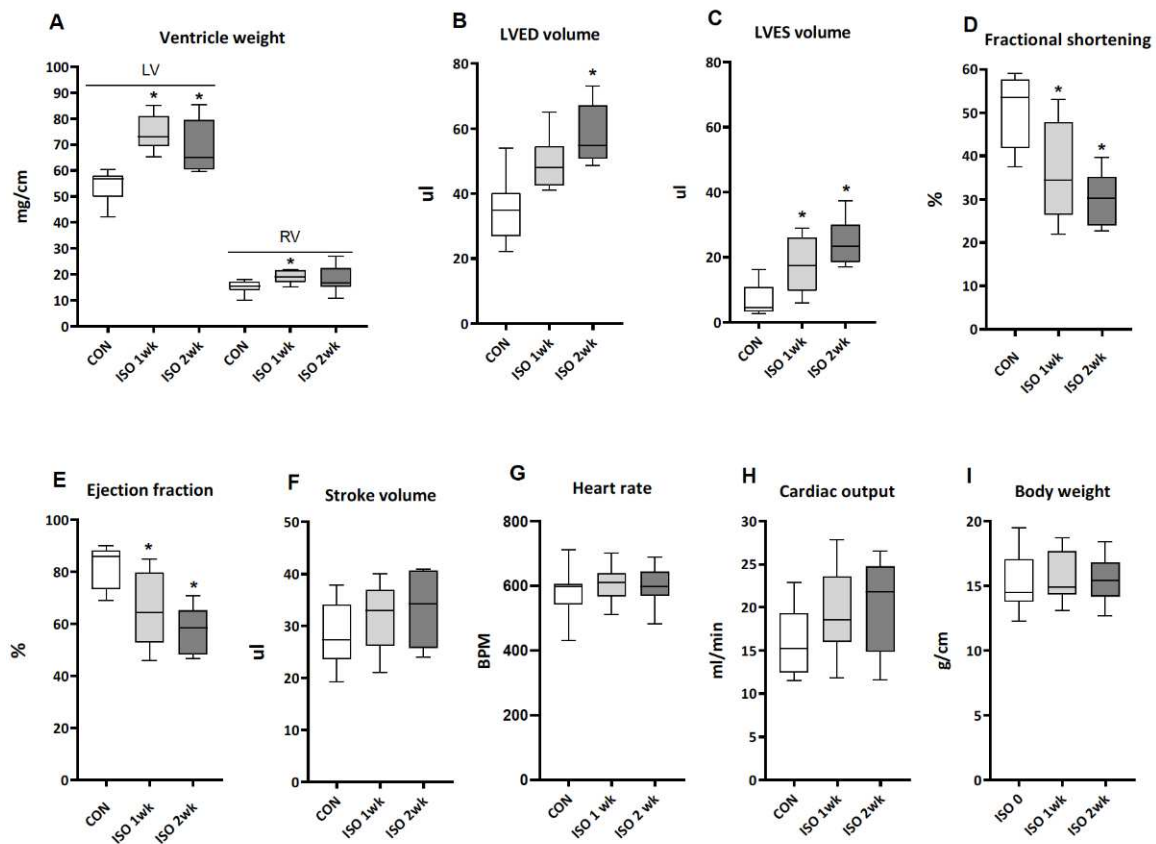 A
Ventricle weight
LV
100
90
80
70
60
50
40
30
20
10
0
mg/cm
* *
RV
*
CON
ISO 1wk
ISO 2wk
CON
ISO 1wk
ISO 2wk
B
LVED volume
80
60
40
20
0
ul
*
CON
ISO 1wk
ISO 2wk
C
LVES volume
80
60
40
20
0
ul
* *
CON
ISO 1wk
ISO 2wk
D
Fractional shortening
%
60
50
40
30
20
10
0
%
* *
CON
ISO 1wk
ISO 2wk
E
Ejection fraction
100
80
60
40
20
0
%
* *
CON
ISO 1wk
ISO 2wk
F
Stroke volume
50
40
30
20
10
0
ul
CON
ISO 1wk
ISO 2wk
G
Heart rate
800
600
400
200
0
BPM
CON
ISO 1 wk
ISO 2 wk
H
Cardiac output
30
25
20
15
10
5
0
ml/min
CON
ISO 1wk
ISO 2wk
I
Body weight
20
15
10
5
0
g/cm
ISO 0
ISO 1wk
ISO 2wk